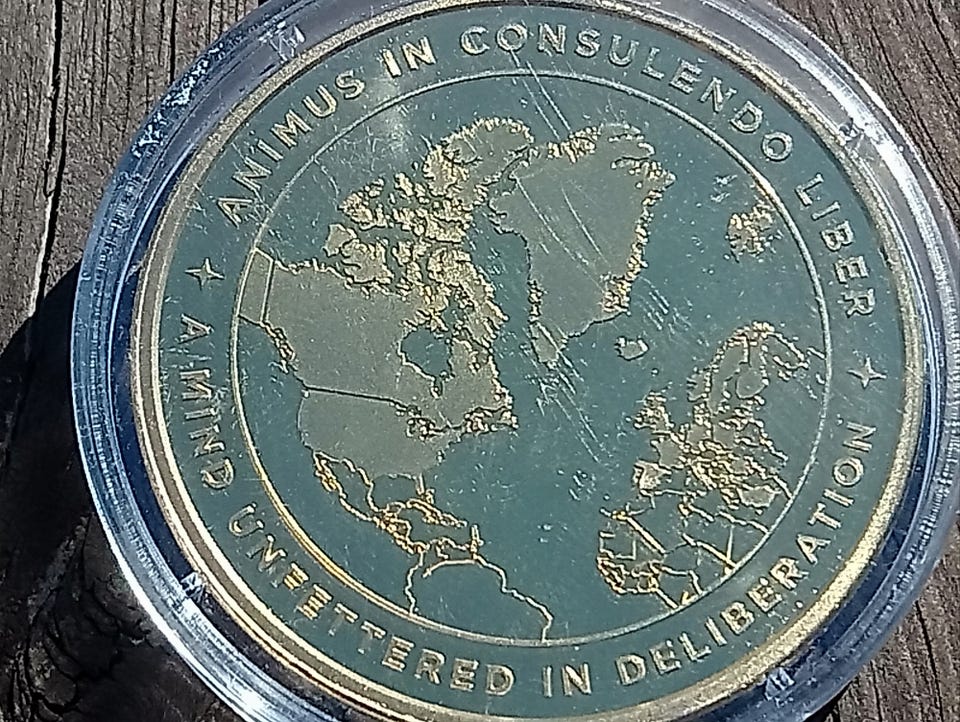 ANIMUS IN CONSULENDO LIBER
A MIND UNFETTERED IN DELIBERATION